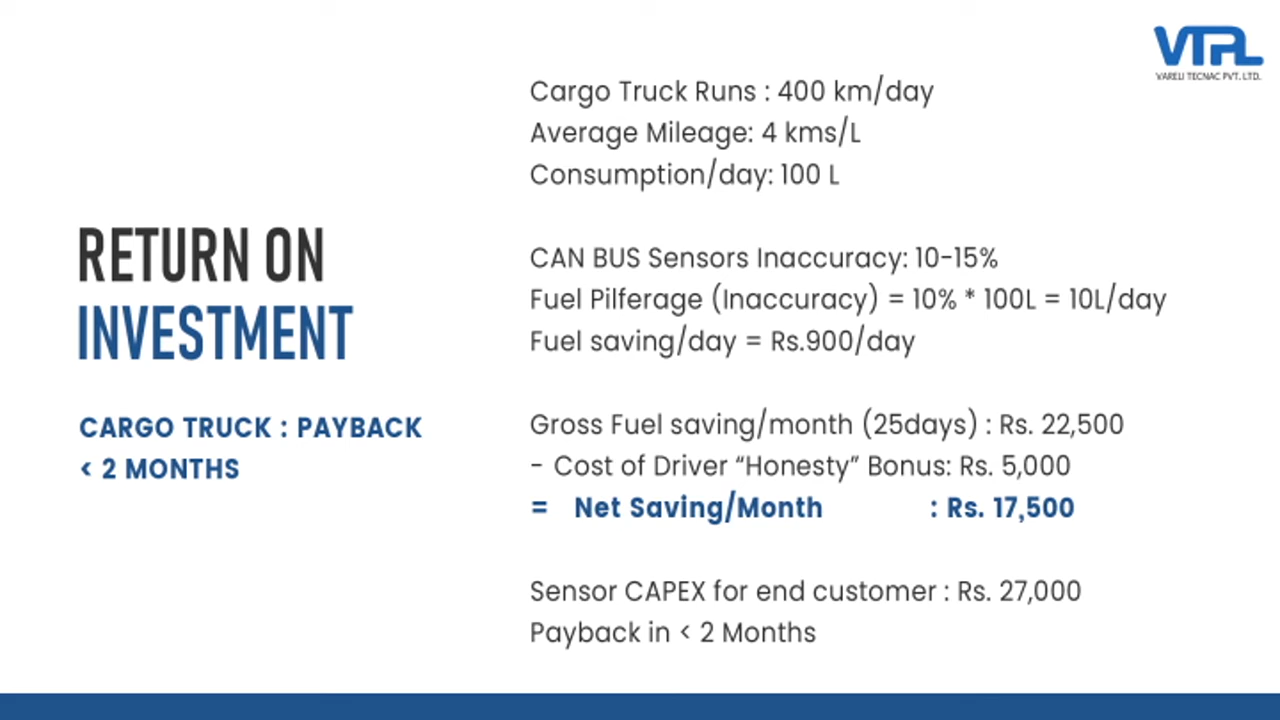 VTPL
VARELI TECNAC PVT. LTD.
RETURN ON
INVESTMENT
CARGO TRUCK : PAYBACK
< 2 MONTHS
Cargo Truck Runs : 400 km/day
Average Mileage: 4 kms/L
Consumption/day: 100 L
CAN BUS Sensors Inaccuracy: 10-15%
Fuel Pilferage (Inaccuracy) = 10% * 100L = 10L/day
Fuel saving/day = Rs.900/day
Gross Fuel saving/month (25days) : Rs. 22,500
- Cost of Driver “Honesty” Bonus: Rs. 5,000
= Net Saving/Month : Rs. 17,500
Sensor CAPEX for end customer : Rs. 27,000
Payback in < 2 Months